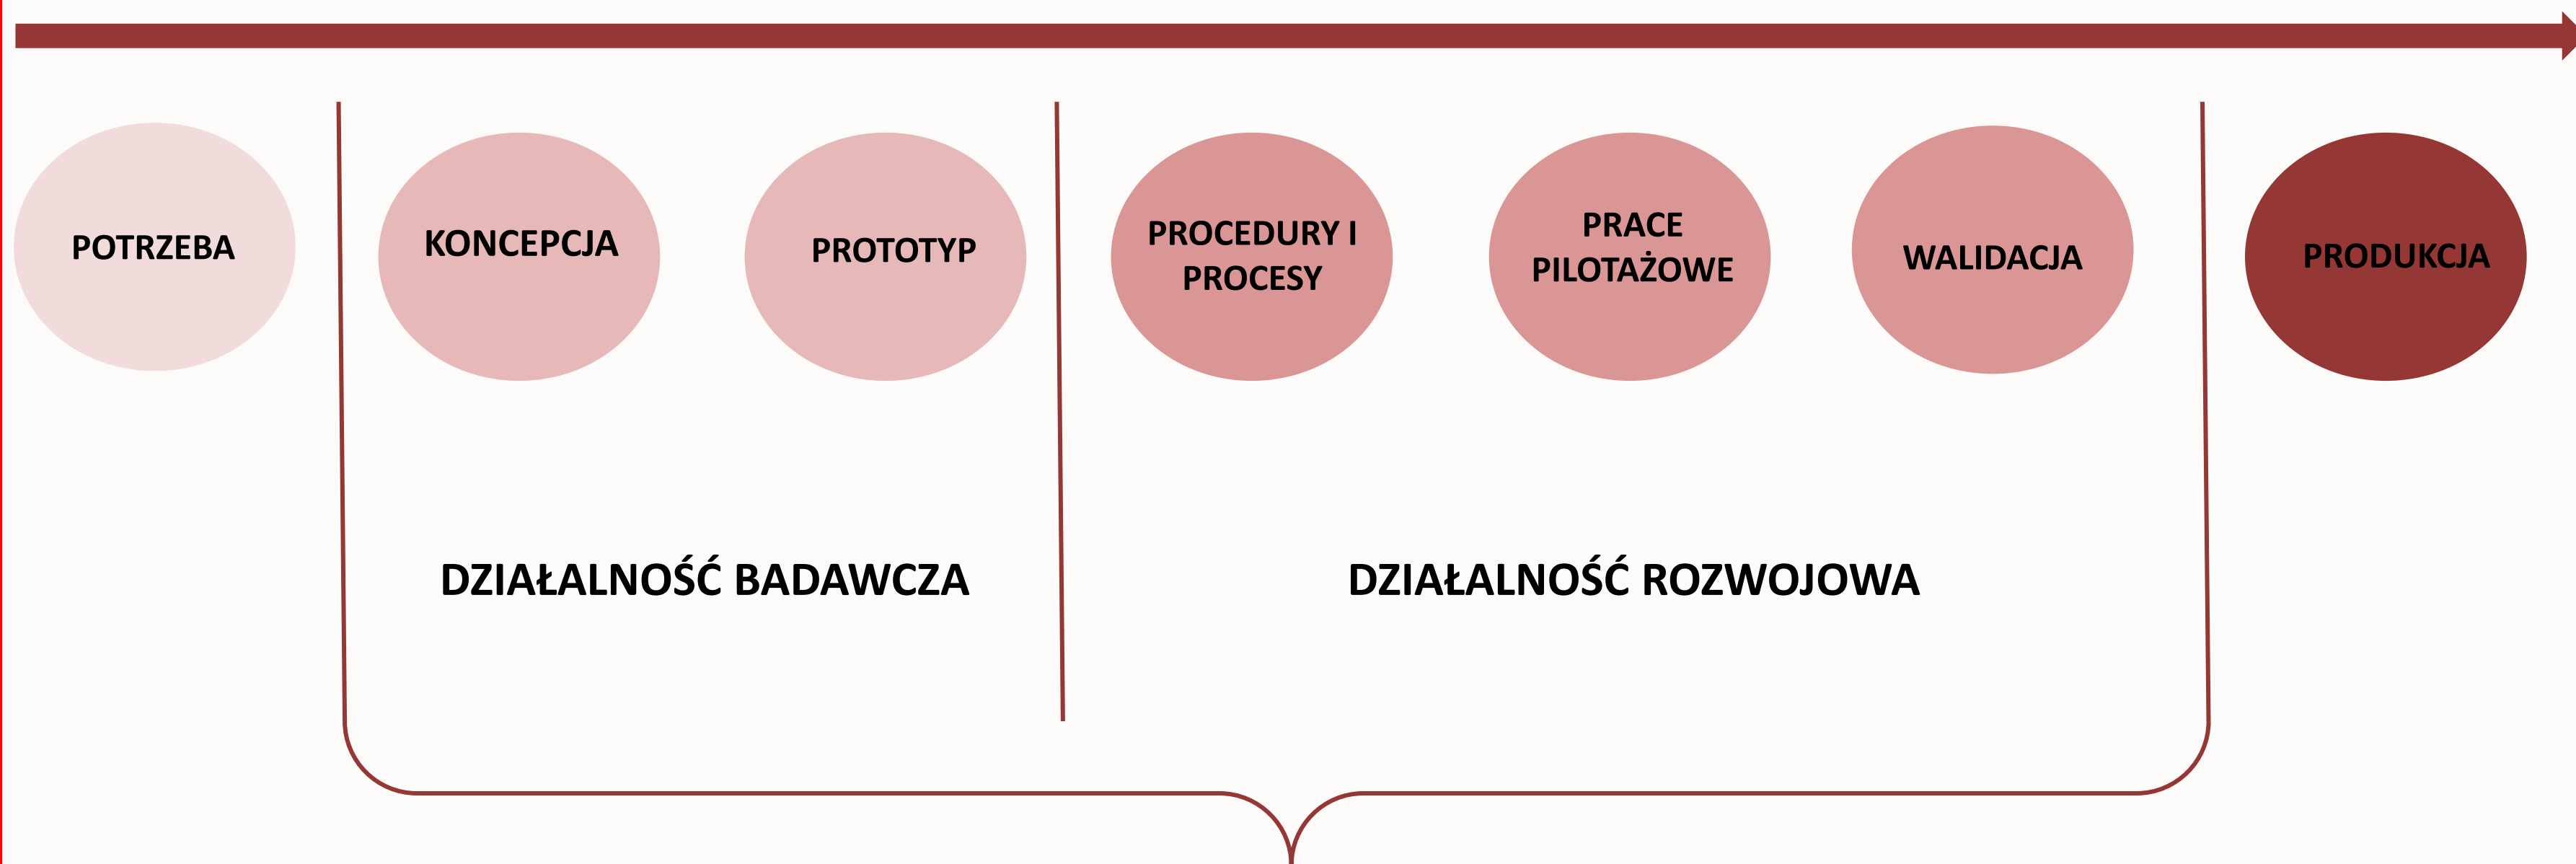 POTRZEBA
KONCEPCJA
PROTOTYP
PROCEDURY I
PROCESY
PRACE
PILOTAŻOWE
WALIDACJA
PRODUKCJA
DZIAŁALNOŚĆ BADAWCZA
DZIAŁALNOŚĆ ROZWOJOWA